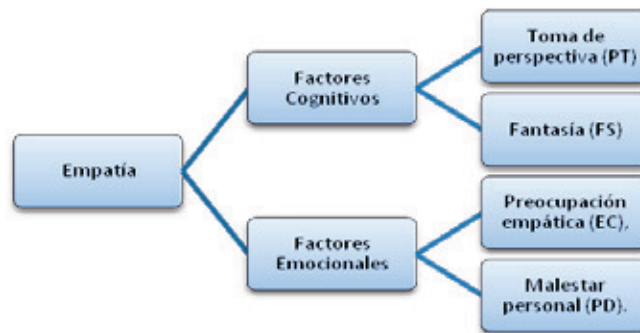 Empatía
Factores
Cognitivos
Toma de
perspectiva (PT)
Fantasía (FS)
Factores
Emocionales
Preocupación
empática (EC),
Malestar
personal (PD).